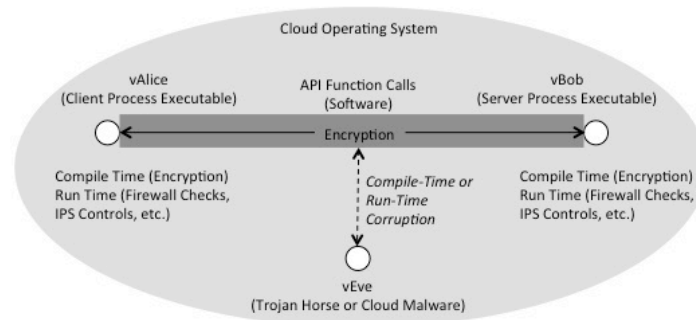 Cloud Operating System
vAlice
(Client Process Executable)
API Function Calls
(Software)
vBob
(Server Process Executable)
Encryption
Compile Time (Encryption)
Run Time (Firewall Checks,
IPS Controls, etc.)
Compile-Time or
Run-Time
Corruption
Compile Time (Encryption)
Run Time (Firewall Checks,
IPS Controls, etc.)
vEve
(Trojan Horse or Cloud Malware)